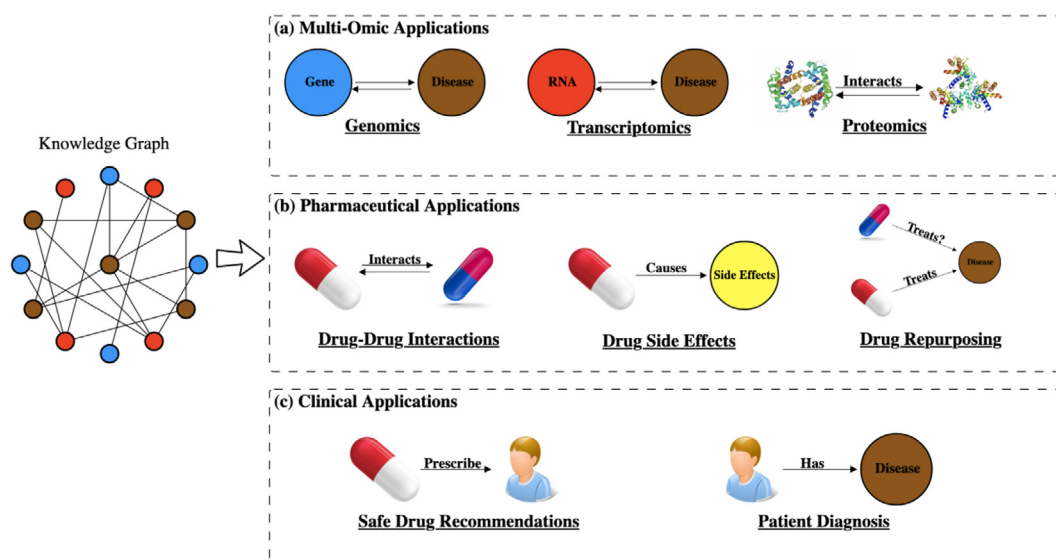 Knowledge Graph
(a) Multi-Omic Applications
Gene
Disease
Genomics
RNA
Disease
Transcriptomics
Interacts
Proteomics
(b) Pharmaceutical Applications
Interacts
Drug-Drug Interactions
Causes
Side Effects
Drug Side Effects
Treats?
Treats
Disease
Drug Repurposing
(c) Clinical Applications
Prescribe
Safe Drug Recommendations
Has
Disease
Patient Diagnosis